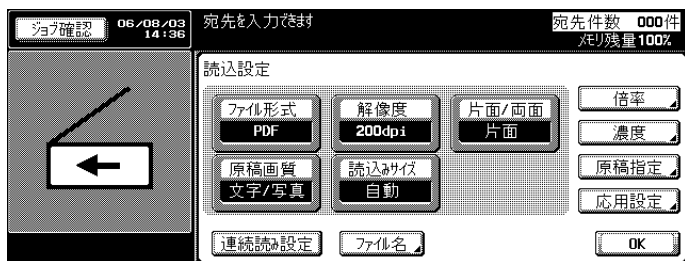 ジョブ確認
06/08/03
14:36
宛先を入力できます
宛先件数 000件
メモリ残量100%
読込設定
ファイル形式
PDF
解像度
200dpi
片面/両面
片面
原稿画質
文字/写真
読込みサイズ
自動
倍率
濃度
原稿指定
応用設定
連続読み設定
ファイル名
OK